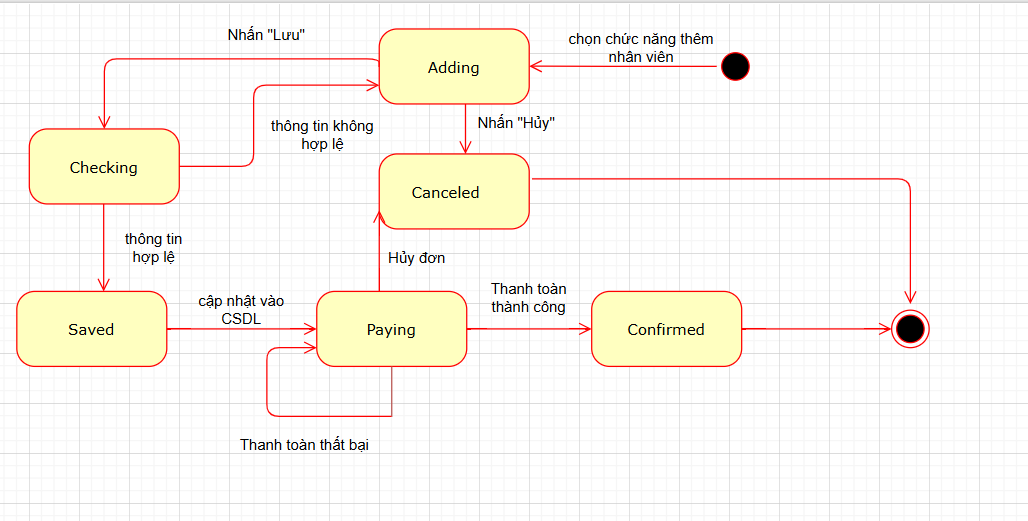 Nhấn "Lưu"
Adding
chọn chức năng thêm
nhân viên
thông tin không
hợp lệ
Nhấn "Hủy"
Checking
Canceled
thông tin
hợp lệ
Hủy đơn
cập nhật vào
CSDL
Thanh toàn
thành công
Saved
Paying
Confirmed
Thanh toàn thất bại